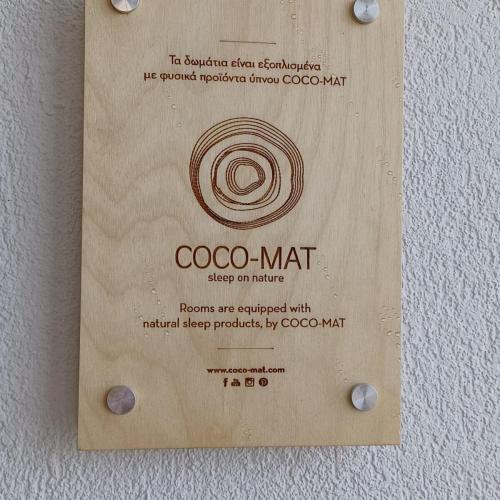 Τα δωμάτια είναι εξοπλισμένα
με φυσικά προϊόντα ύπνου COCO-MAT
COCO-MAT
sleep on nature
Rooms are equipped with
natural sleep products, by COCO-MAT
www.coco-mat.com